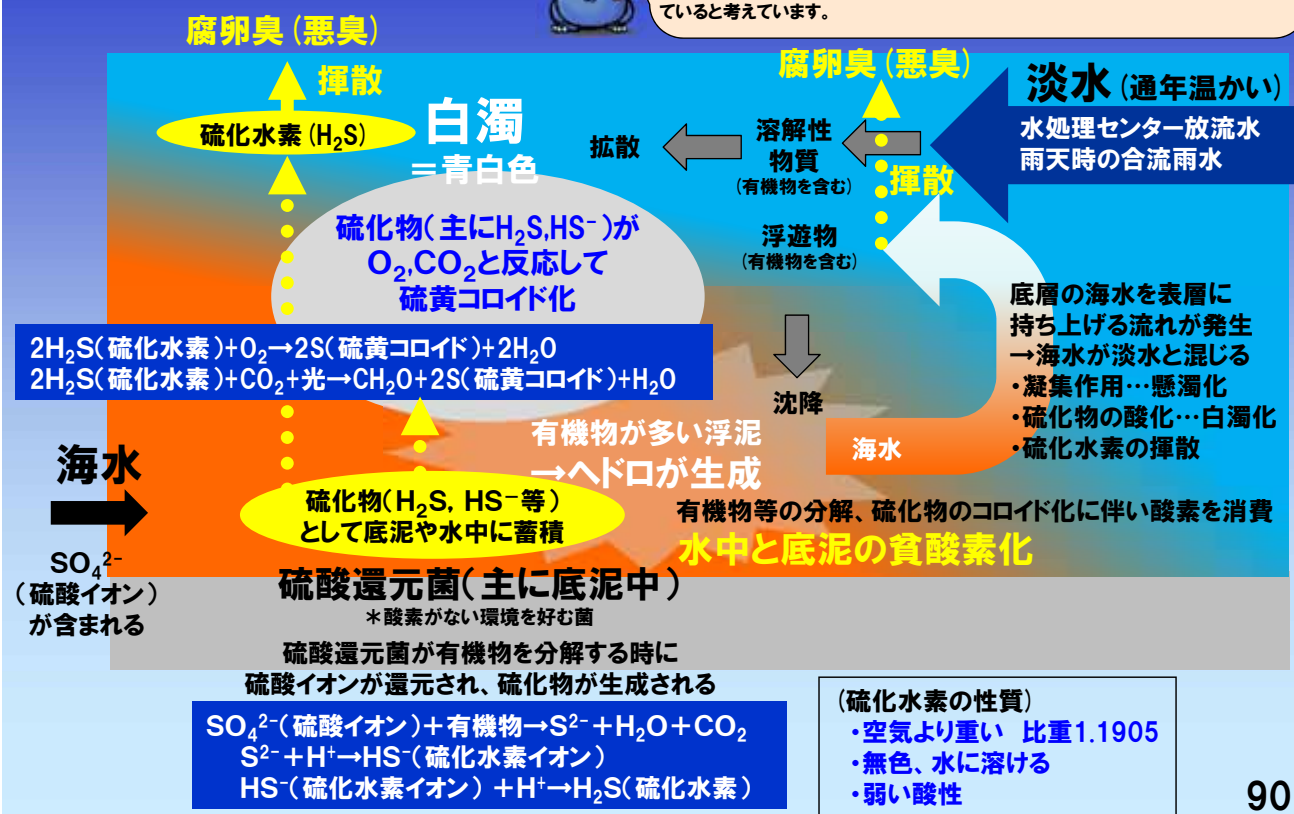 ていると考えています。
腐卵臭(悪臭)
揮散
硫化水素(H₂S)
白濁
＝青白色
硫化物(主にH₂S,HS⁻)が
O₂,CO₂と反応して
硫黄コロイド化
2H₂S(硫化水素)+O₂→2S(硫黄コロイド)+2H₂O
2H₂S(硫化水素)+CO₂+光→CH₂O+2S(硫黄コロイド)+H₂O
腐卵臭(悪臭)
揮散
拡散
溶解性
物質
(有機物を含む)
浮遊物
(有機物を含む)
沈降
淡水(通年温かい)
水処理センター放流水
雨天時の合流雨水
底層の海水を表層に
持ち上げる流れが発生
→海水が淡水と混じる
・凝集作用…懸濁化
・硫化物の酸化…白濁化
・硫化水素の揮散
海水
有機物が多い浮泥
→ヘドロが生成
海水
SO₄²⁻
(硫酸イオン)
が含まれる
硫化物(H₂S, HS⁻等)
として底泥や水中に蓄積
有機物等の分解、硫化物のコロイド化に伴い酸素を消費
水中と底泥の貧酸素化
硫酸還元菌(主に底泥中)
＊酸素がない環境を好む菌
硫酸還元菌が有機物を分解する時に
硫酸イオンが還元され、硫化物が生成される
SO₄²⁻(硫酸イオン)＋有機物→S²⁻＋H₂O＋CO₂
S²⁻＋H⁺→HS⁻(硫化水素イオン)
HS⁻(硫化水素イオン)＋H⁺→H₂S(硫化水素)
(硫化水素の性質)
・空気より重い 比重1.1905
・無色、水に溶ける
・弱い酸性
90